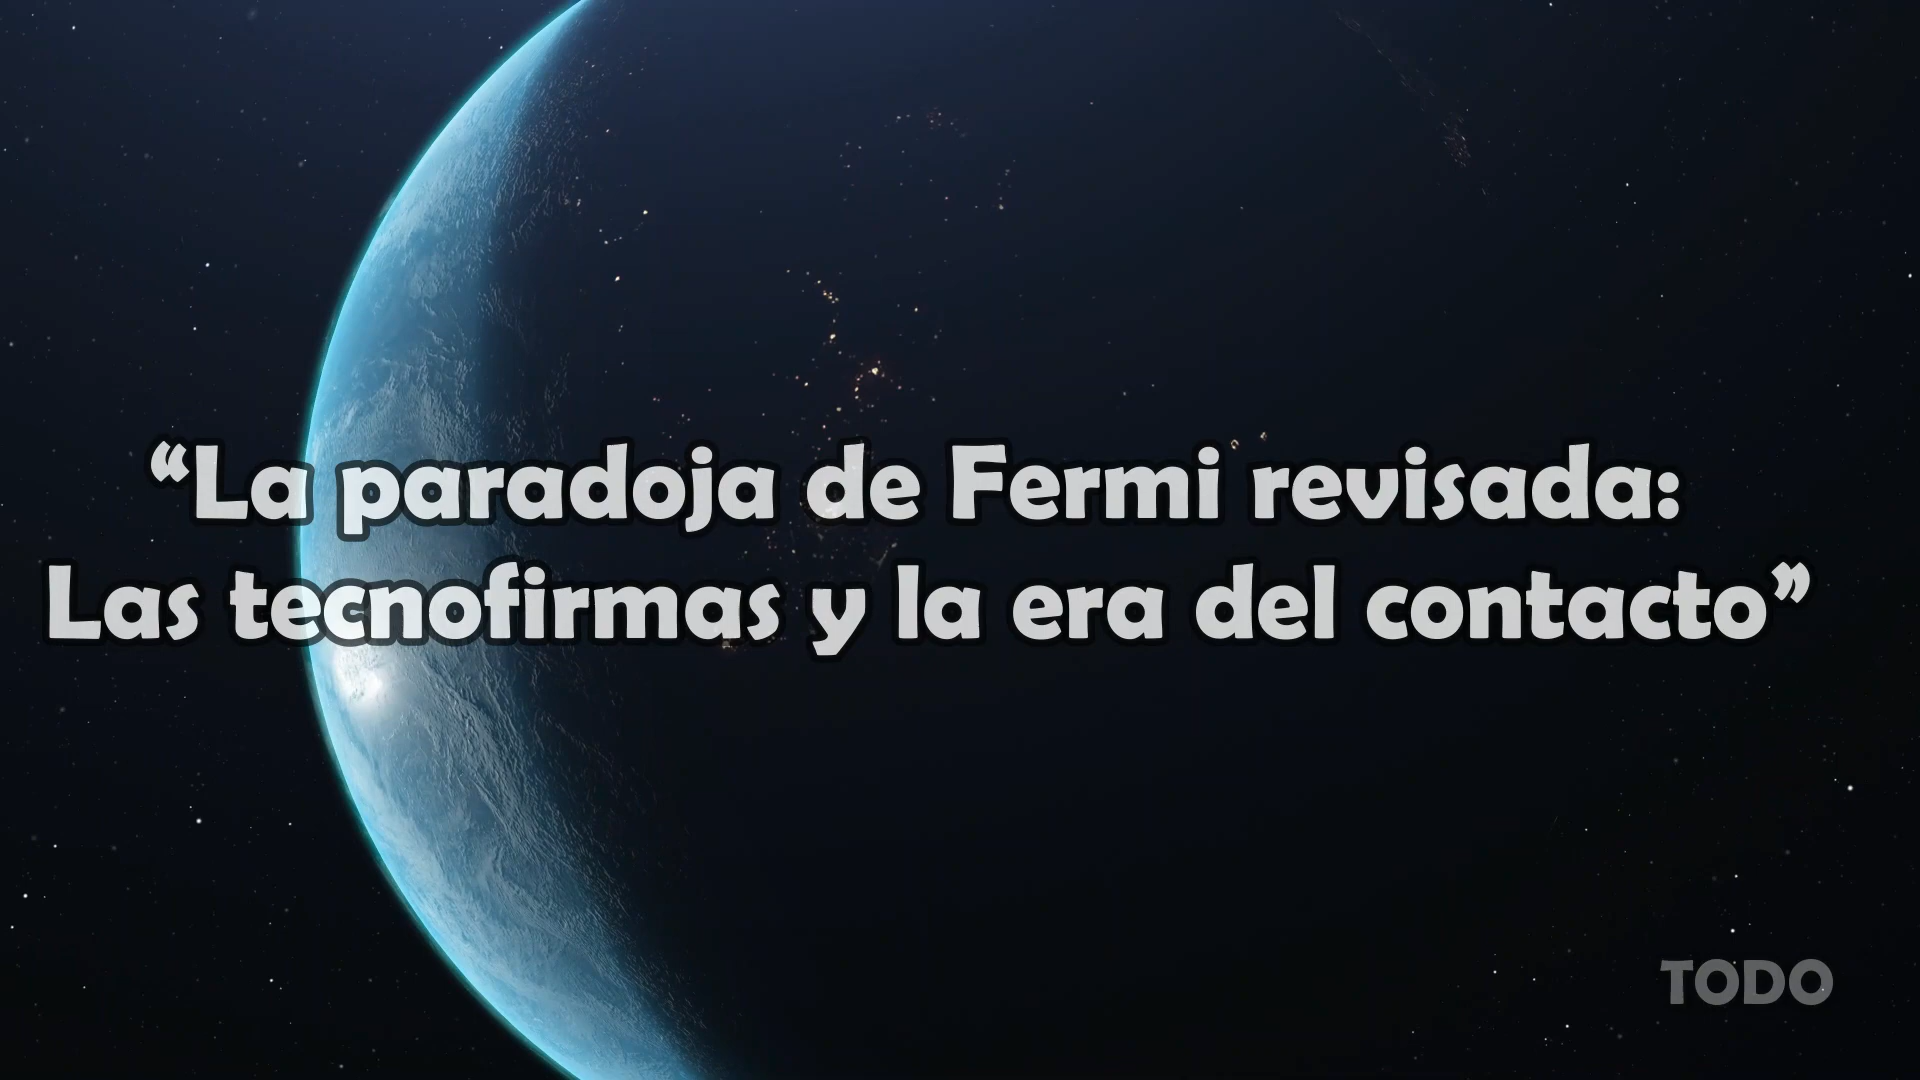 “La paradoja de Fermi revisada:
Las tecnofirmas y la era del contacto”
TODO